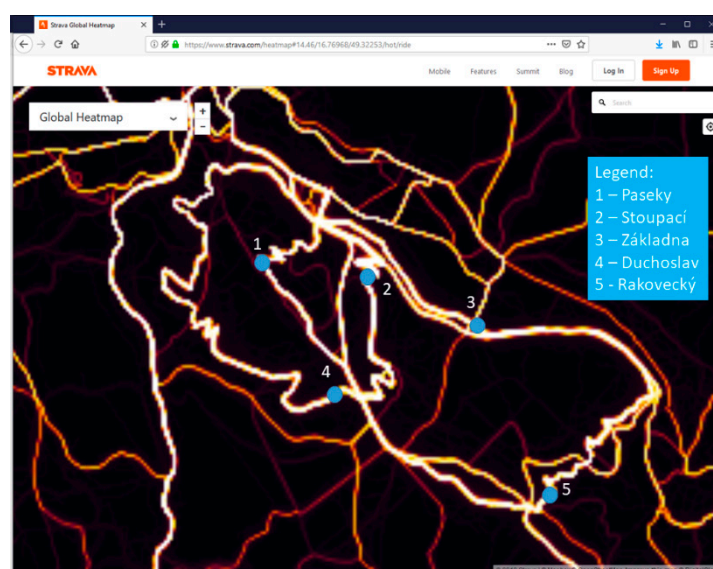 Strava Global Heatmap
https://www.strava.com/heatmap#14.46/16.76968/49.32253/hot/ride
STRAVA
Mobile Features Summit Blog Log In Sign Up
Global Heatmap
+
−
Search
Legend:
1 – Paseky
2 – Stoupací
3 – Základna
4 – Duchoslav
5 - Rakovecký
1
2
3
4
5